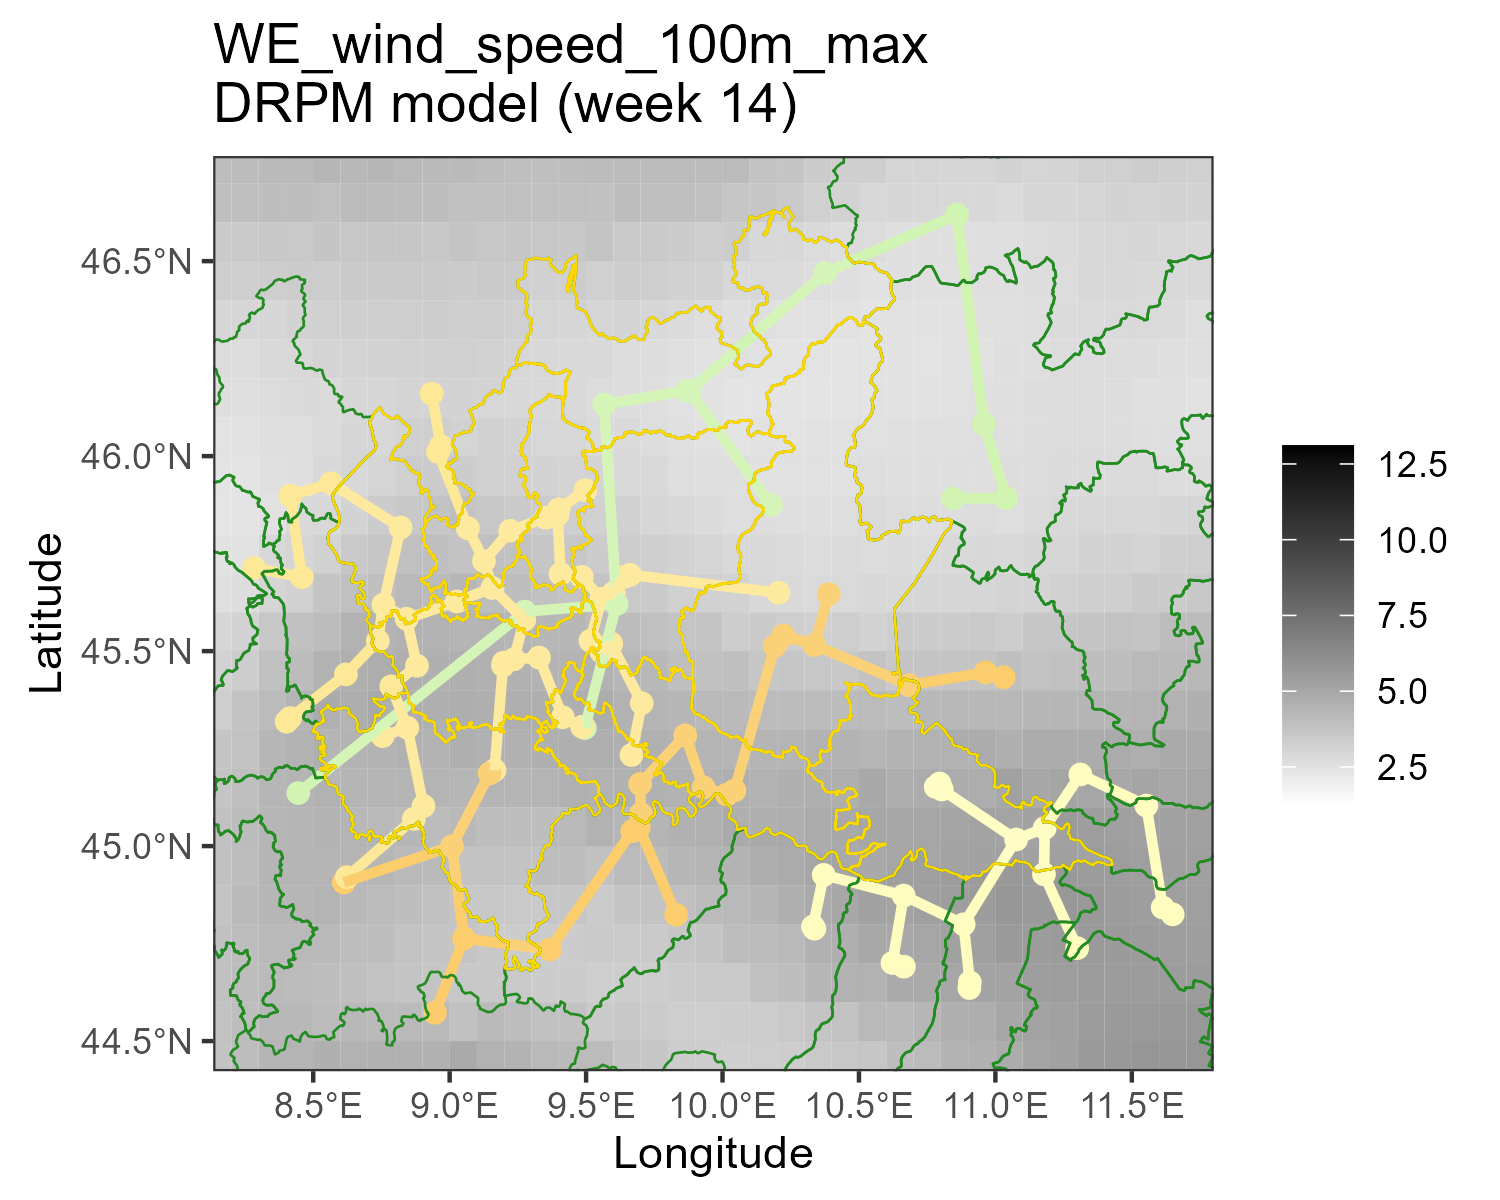 WE_wind_speed_100m_max
DRPM model (week 14)
46.5°N
46.0°N
45.5°N
45.0°N
44.5°N
Latitude
8.5°E
9.0°E
9.5°E
10.0°E
10.5°E
11.0°E
11.5°E
Longitude
12.5
10.0
7.5
5.0
2.5